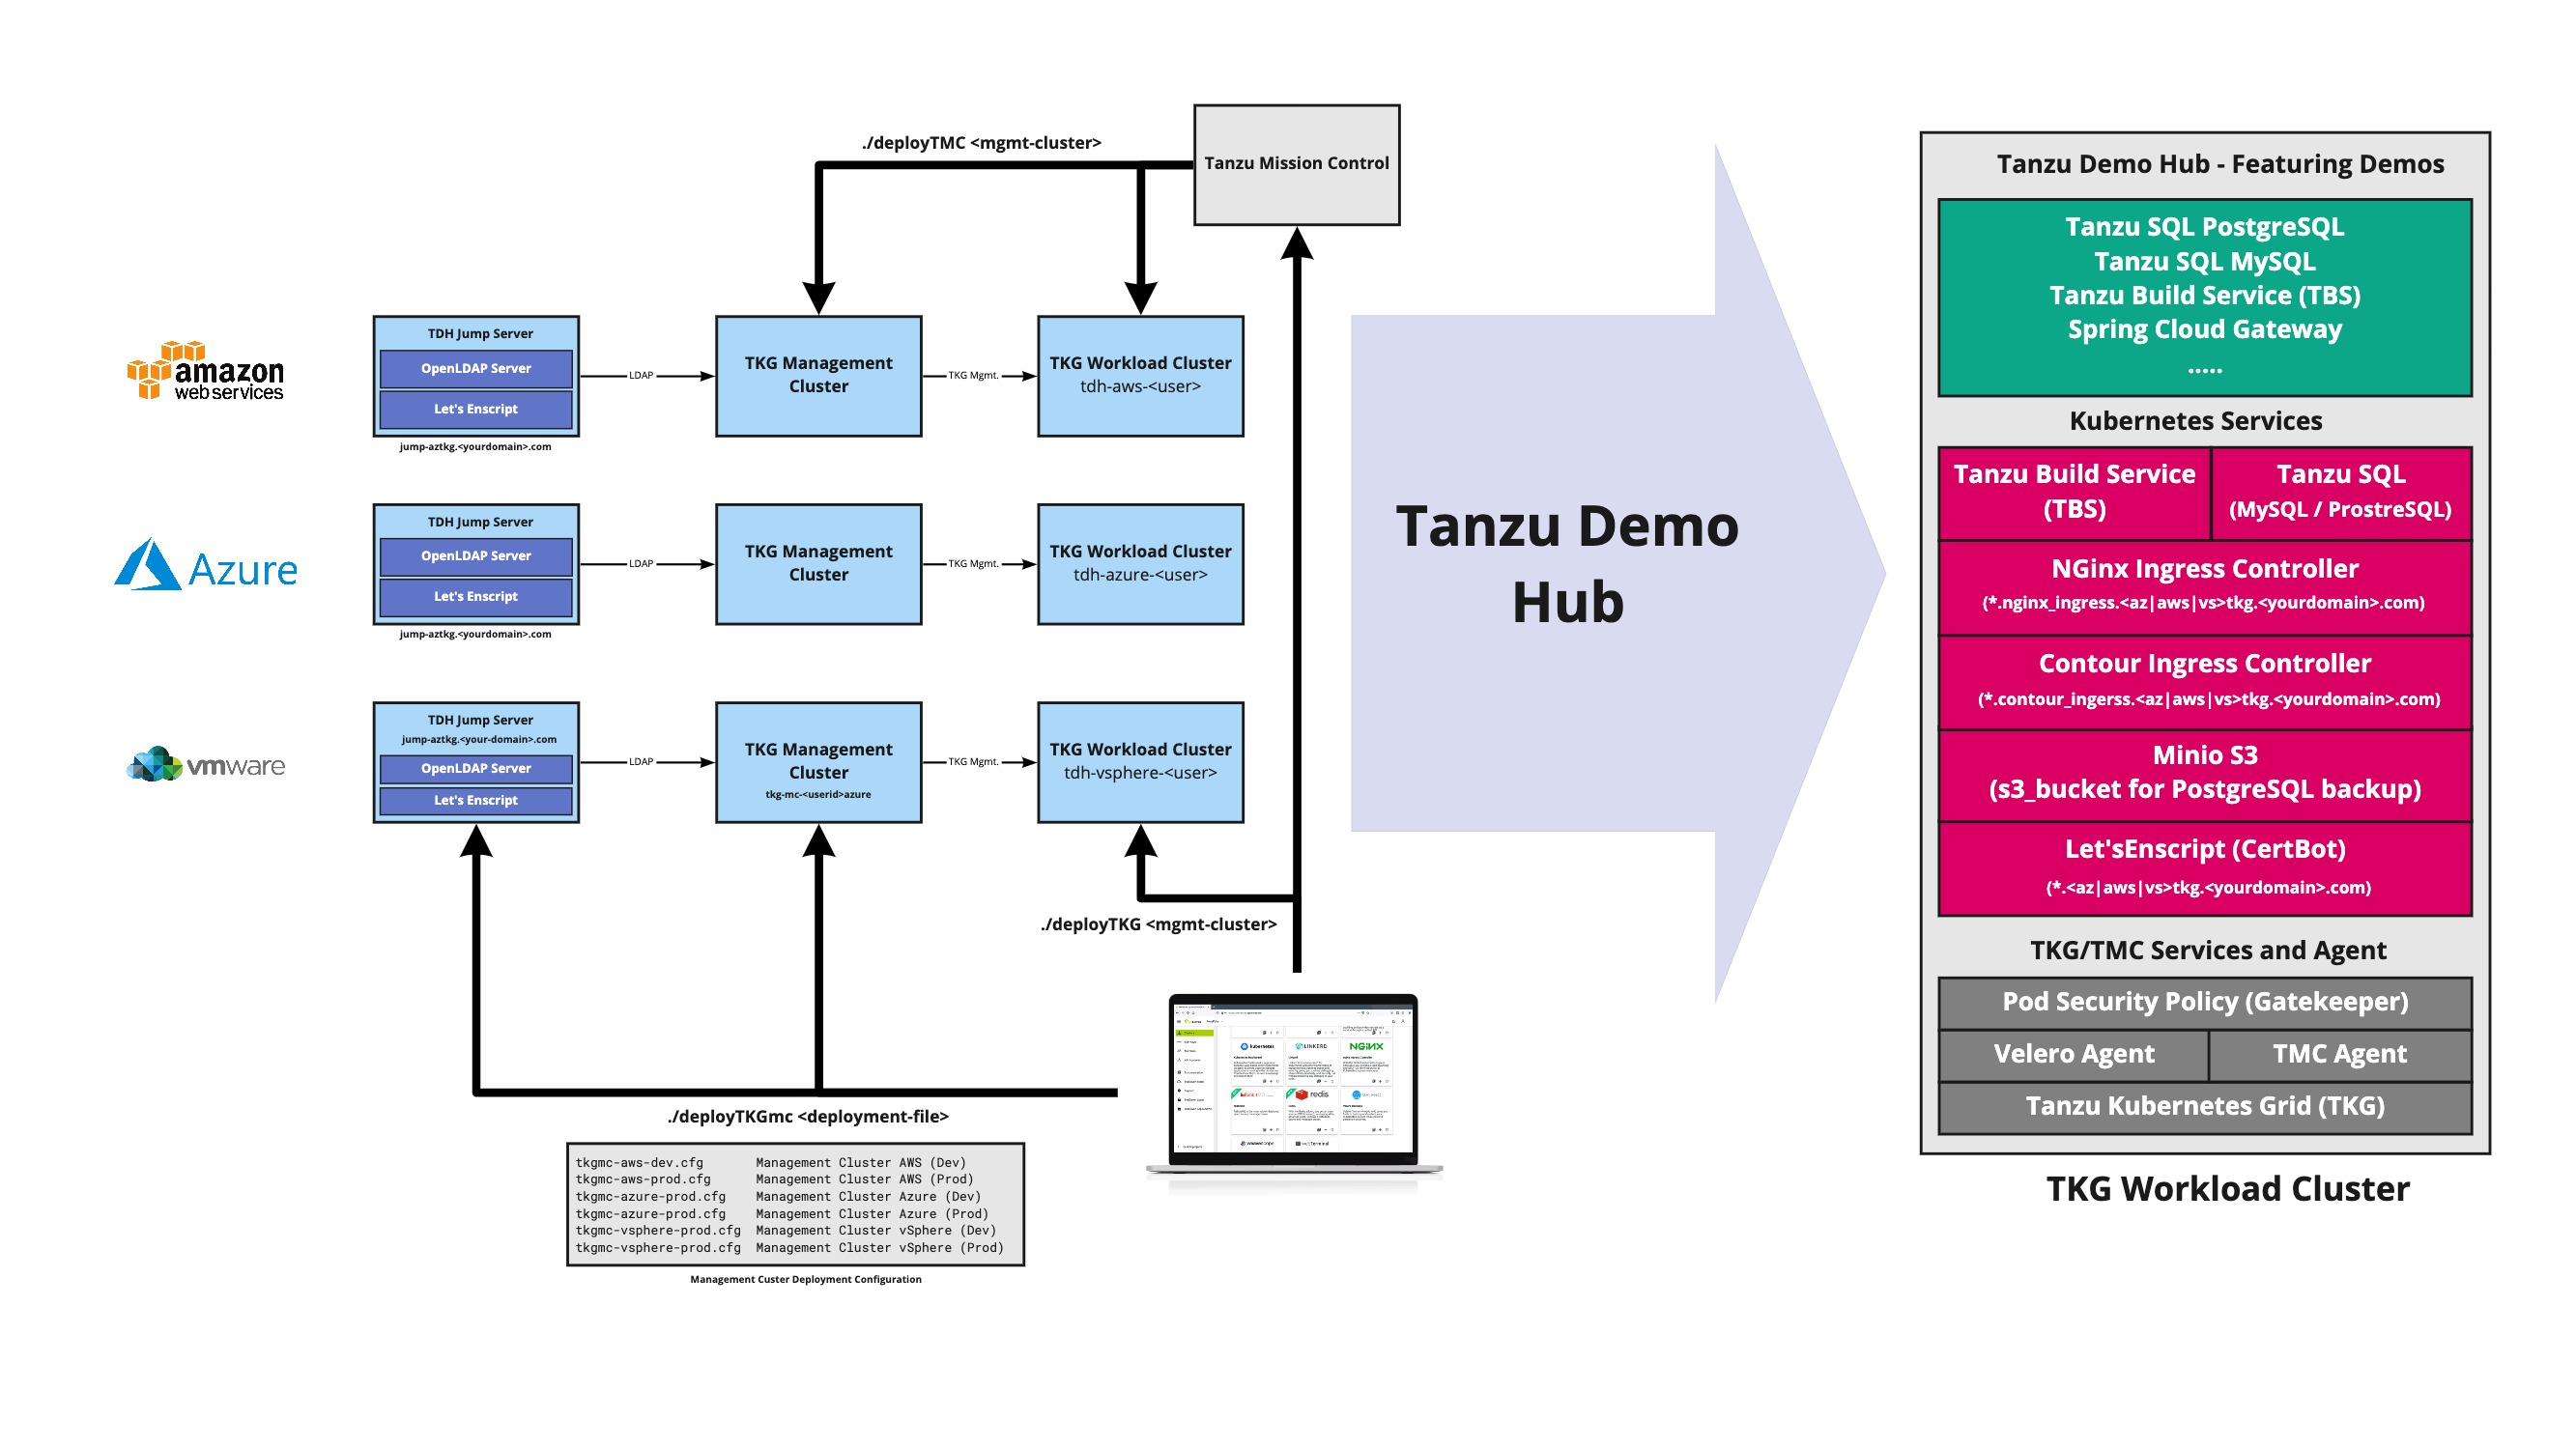 ./deployTMC <mgmt-cluster>
Tanzu Mission Control
amazon
web services
TDH Jump Server
OpenLDAP Server
Let's Enscript
jump-aztkg.<yourdomain>.com
LDAP
TKG Management
Cluster
TKG Mgmt.
TKG Workload Cluster
tdh-aws-<user>
Azure
TDH Jump Server
OpenLDAP Server
Let's Enscript
jump-aztkg.<yourdomain>.com
LDAP
TKG Management
Cluster
TKG Mgmt.
TKG Workload Cluster
tdh-azure-<user>
vmware
TDH Jump Server
jump-aztkg.<your-domain>.com
OpenLDAP Server
Let's Enscript
LDAP
TKG Management
Cluster
tkg-mc-<userid>azure
TKG Mgmt.
TKG Workload Cluster
tdh-vsphere-<user>
./deployTKG <mgmt-cluster>
./deployTKGmc <deployment-file>
tkgmc-aws-dev.cfg Management Cluster AWS (Dev)
tkgmc-aws-prod.cfg Management Cluster AWS (Prod)
tkgmc-azure-prod.cfg Management Cluster Azure (Dev)
tkgmc-azure-prod.cfg Management Cluster Azure (Prod)
tkgmc-vsphere-prod.cfg Management Cluster vSphere (Dev)
tkgmc-vsphere-prod.cfg Management Cluster vSphere (Prod)
Management Custer Deployment Configuration
kubernetes
LINKERD
NGINX
redis
Tanzu Demo
Hub
Tanzu Demo Hub - Featuring Demos
Tanzu SQL PostgreSQL
Tanzu SQL MySQL
Tanzu Build Service (TBS)
Spring Cloud Gateway
.....
Kubernetes Services
Tanzu Build Service
(TBS)
Tanzu SQL
(MySQL / ProstreSQL)
NGinx Ingress Controller
(*.nginx_ingress.<az|aws|vs>tkg.<yourdomain>.com)
Contour Ingress Controller
(*.contour_ingerss.<az|aws|vs>tkg.<yourdomain>.com)
Minio S3
(s3_bucket for PostgreSQL backup)
Let'sEnscript (CertBot)
(*.<az|aws|vs>tkg.<yourdomain>.com)
TKG/TMC Services and Agent
Pod Security Policy (Gatekeeper)
Velero Agent
TMC Agent
Tanzu Kubernetes Grid (TKG)
TKG Workload Cluster